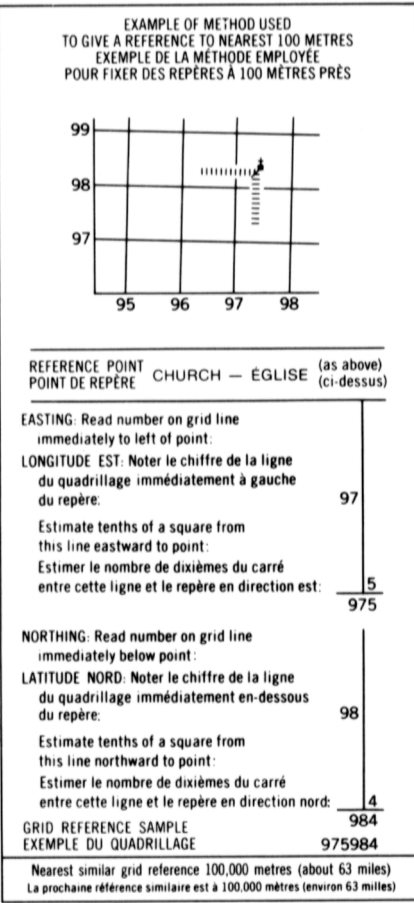 EXAMPLE OF METHOD USED
TO GIVE A REFERENCE TO NEAREST 100 METRES
EXEMPLE DE LA MÉTHODE EMPLOYÉE
POUR FIXER DES REPÈRES À 100 MÈTRES PRÈS
99
98
97
95 96 97 98
REFERENCE POINT
POINT DE REPÈRE CHURCH — ÉGLISE (as above)
(ci-dessus)
EASTING: Read number on grid line
immediately to left of point:
LONGITUDE EST: Noter le chiffre de la ligne
du quadrillage immédiatement à gauche
du repère: 97
Estimate tenths of a square from
this line eastward to point:
Estimer le nombre de dixièmes du carré
entre cette ligne et le repère en direction est: 5
975
NORTHING: Read number on grid line
immediately below point:
LATITUDE NORD: Noter le chiffre de la ligne
du quadrillage immédiatement en-dessous
du repère: 98
Estimate tenths of a square from
this line northward to point:
Estimer le nombre de dixièmes du carré
entre cette ligne et le repère en direction nord: 4
984
GRID REFERENCE SAMPLE
EXEMPLE DU QUADRILLAGE 975984
Nearest similar grid reference 100,000 metres (about 63 miles)
La prochaine référence similaire est à 100,000 mètres (environ 63 milles)